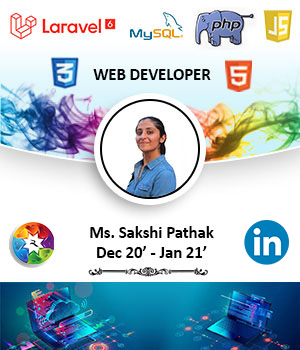 Laravel 6
MySQL
php
JS
3
WEB DEVELOPER
5
Ms. Sakshi Pathak
Dec 20’ - Jan 21’
in